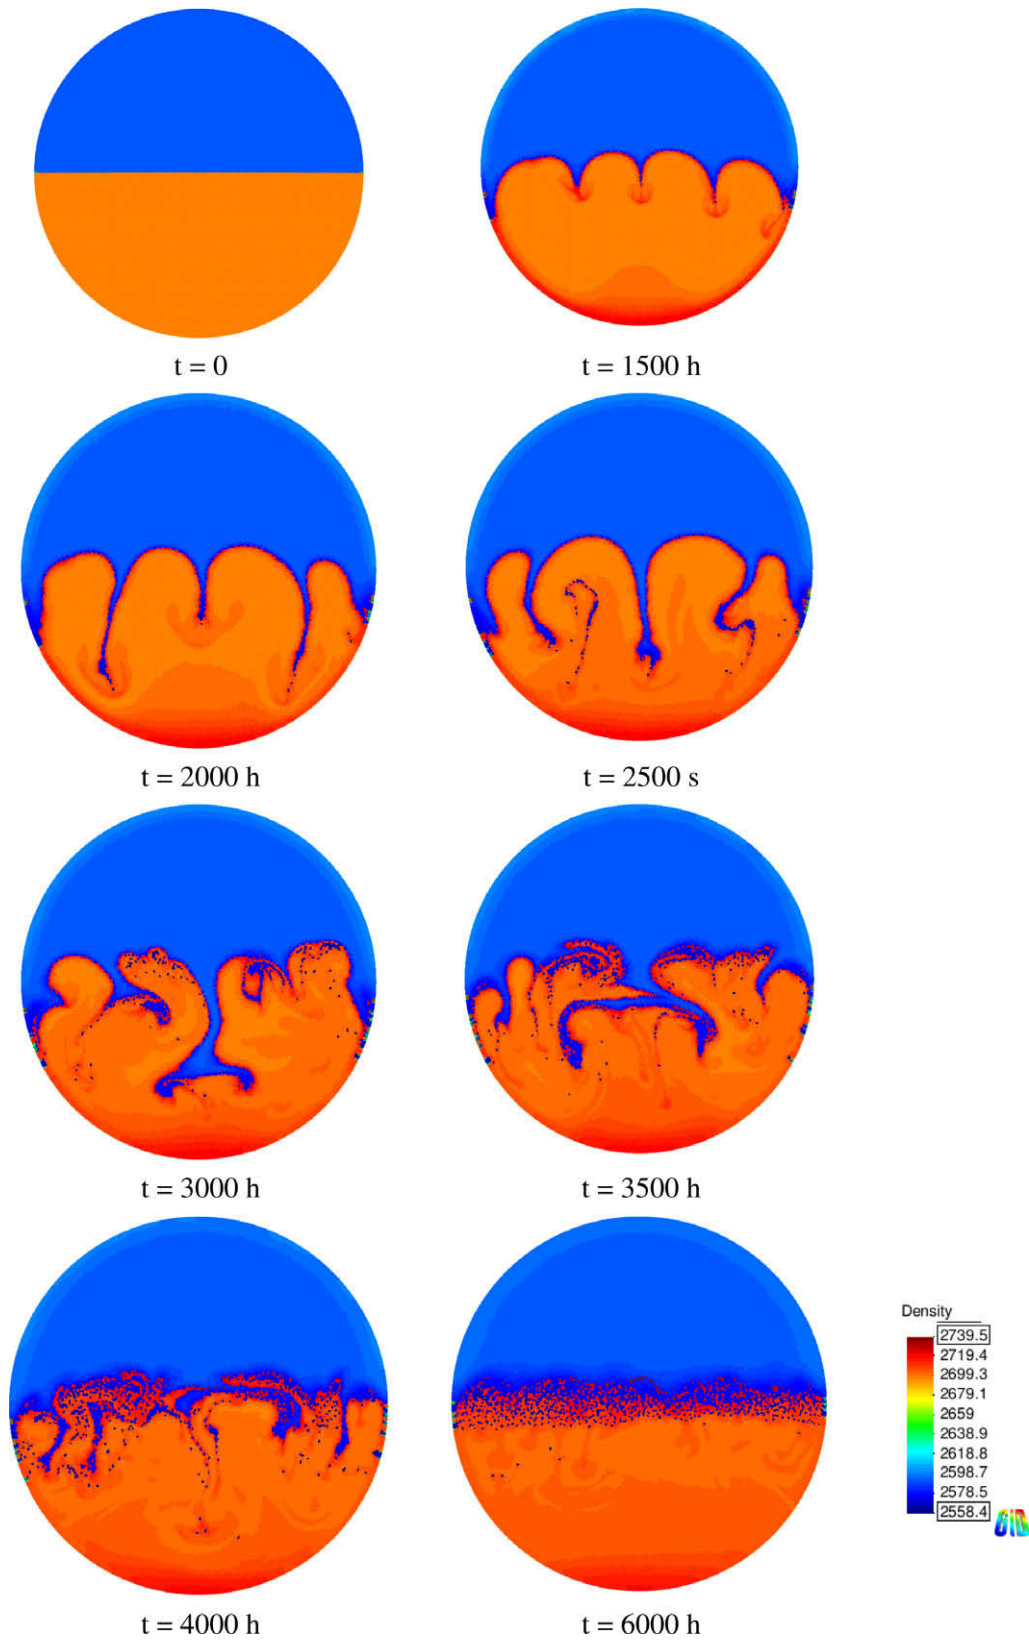 t = 0
t = 1500 h
t = 2000 h
t = 2500 s
t = 3000 h
t = 3500 h
Density
2739.5
2719.4
2699.3
2679.1
2659
2638.9
2618.8
2598.7
2578.5
2558.4
GiD
t = 4000 h
t = 6000 h